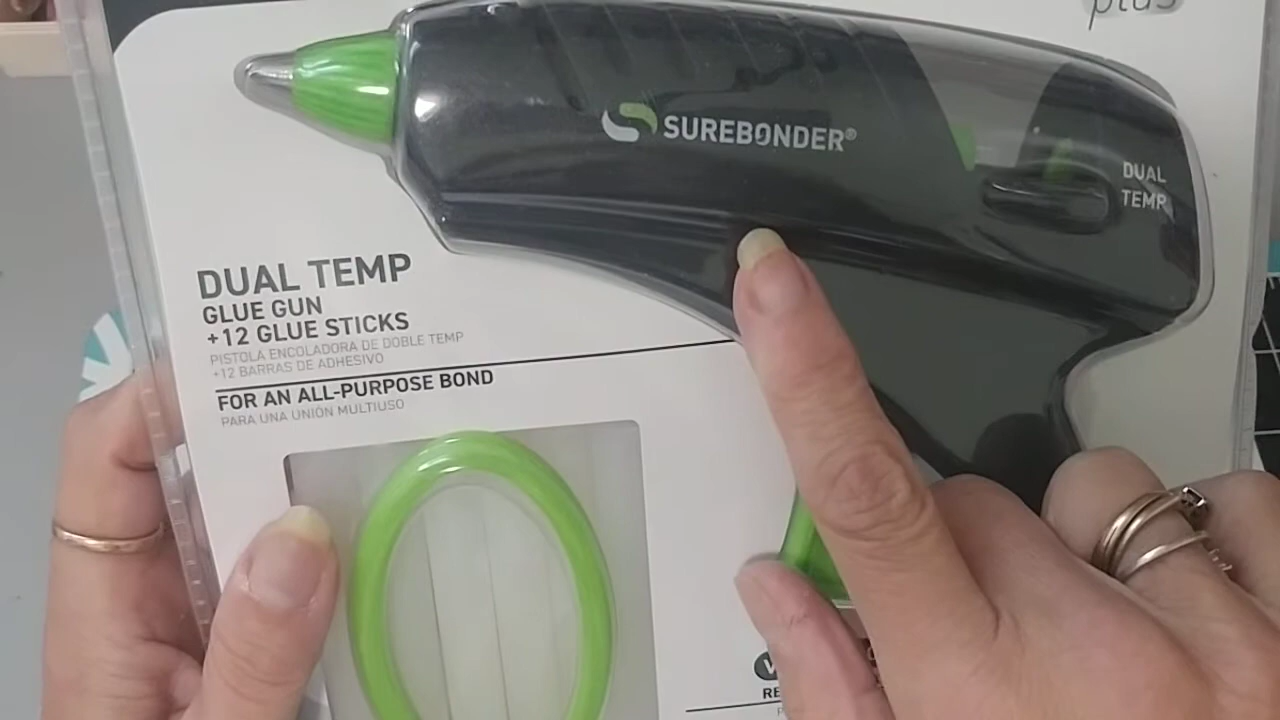 plus
SUREBONDER®
DUAL
TEMP
DUAL TEMP
GLUE GUN
+12 GLUE STICKS
PISTOLA ENCOLADORA DE DOBLE TEMP
+12 BARRAS DE ADHESIVO
FOR AN ALL-PURPOSE BOND
PARA UNA UNIÓN MULTIUSO
RE